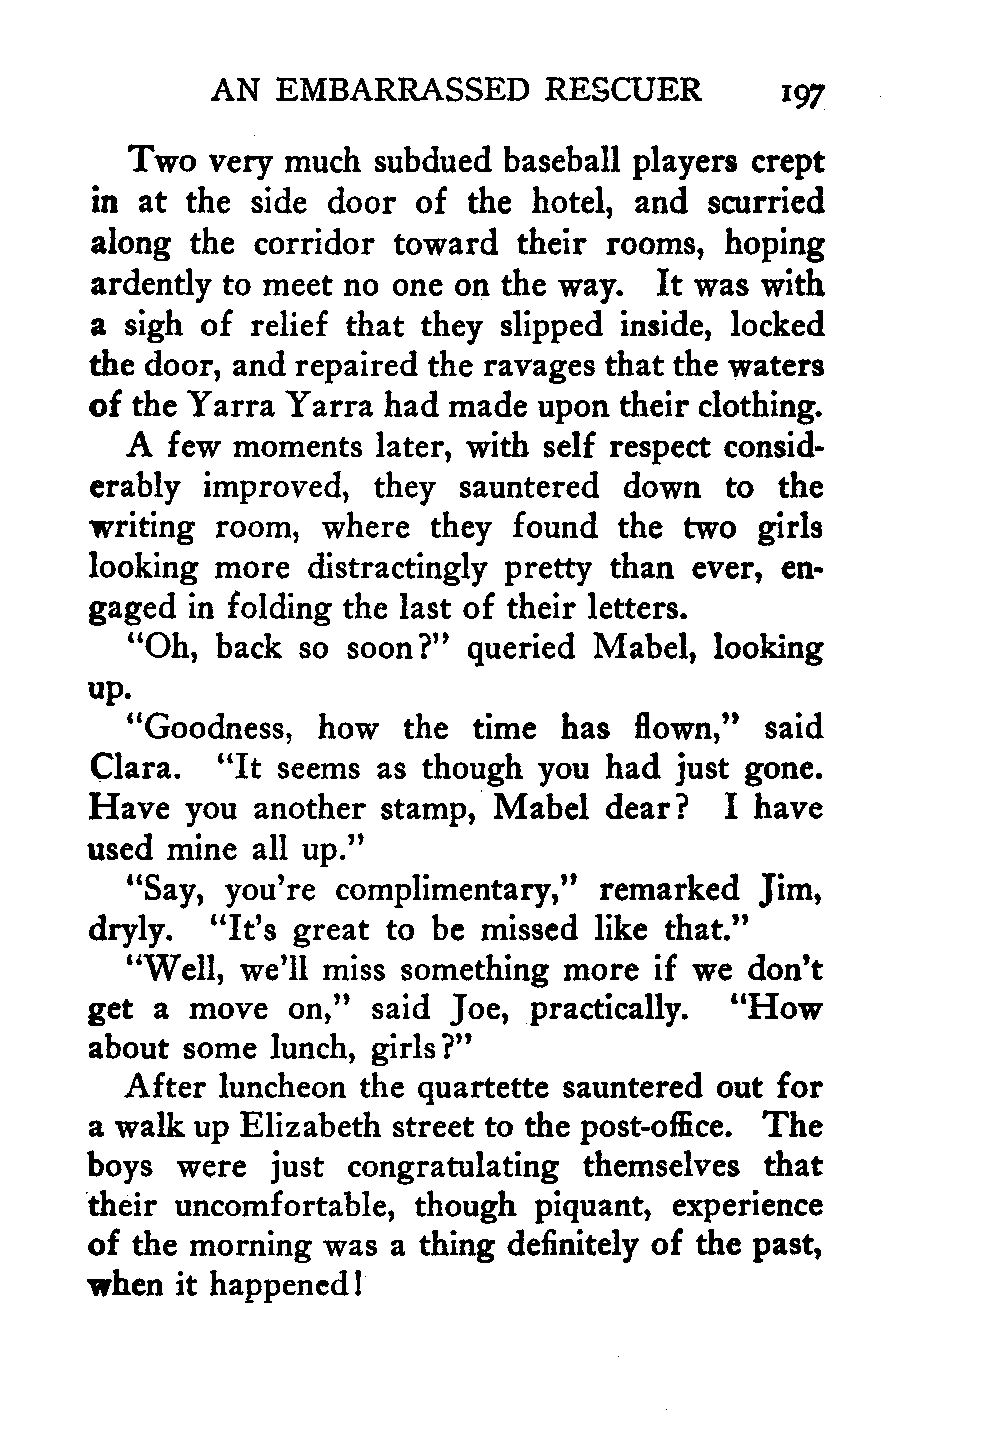 AN EMBARRASSED RESCUER 197
Two very much subdued baseball players crept
in at the side door of the hotel, and scurried
along the corridor toward their rooms, hoping
ardently to meet no one on the way. It was with
a sigh of relief that they slipped inside, locked
the door, and repaired the ravages that the waters
of the Yarra Yarra had made upon their clothing.
A few moments later, with self respect consid-
erably improved, they sauntered down to the
writing room, where they found the two girls
looking more distractingly pretty than ever, en-
gaged in folding the last of their letters.
"Oh, back so soon?" queried Mabel, looking
up.
"Goodness, how the time has flown," said
Clara. "It seems as though you had just gone.
Have you another stamp, Mabel dear? I have
used mine all up."
"Say, you're complimentary," remarked Jim,
dryly. "It's great to be missed like that."
"Well, we'll miss something more if we don't
get a move on," said Joe, practically. "How
about some lunch, girls?"
After luncheon the quartette sauntered out for
a walk up Elizabeth street to the post-office. The
boys were just congratulating themselves that
their uncomfortable, though piquant, experience
of the morning was a thing definitely of the past,
when it happened!